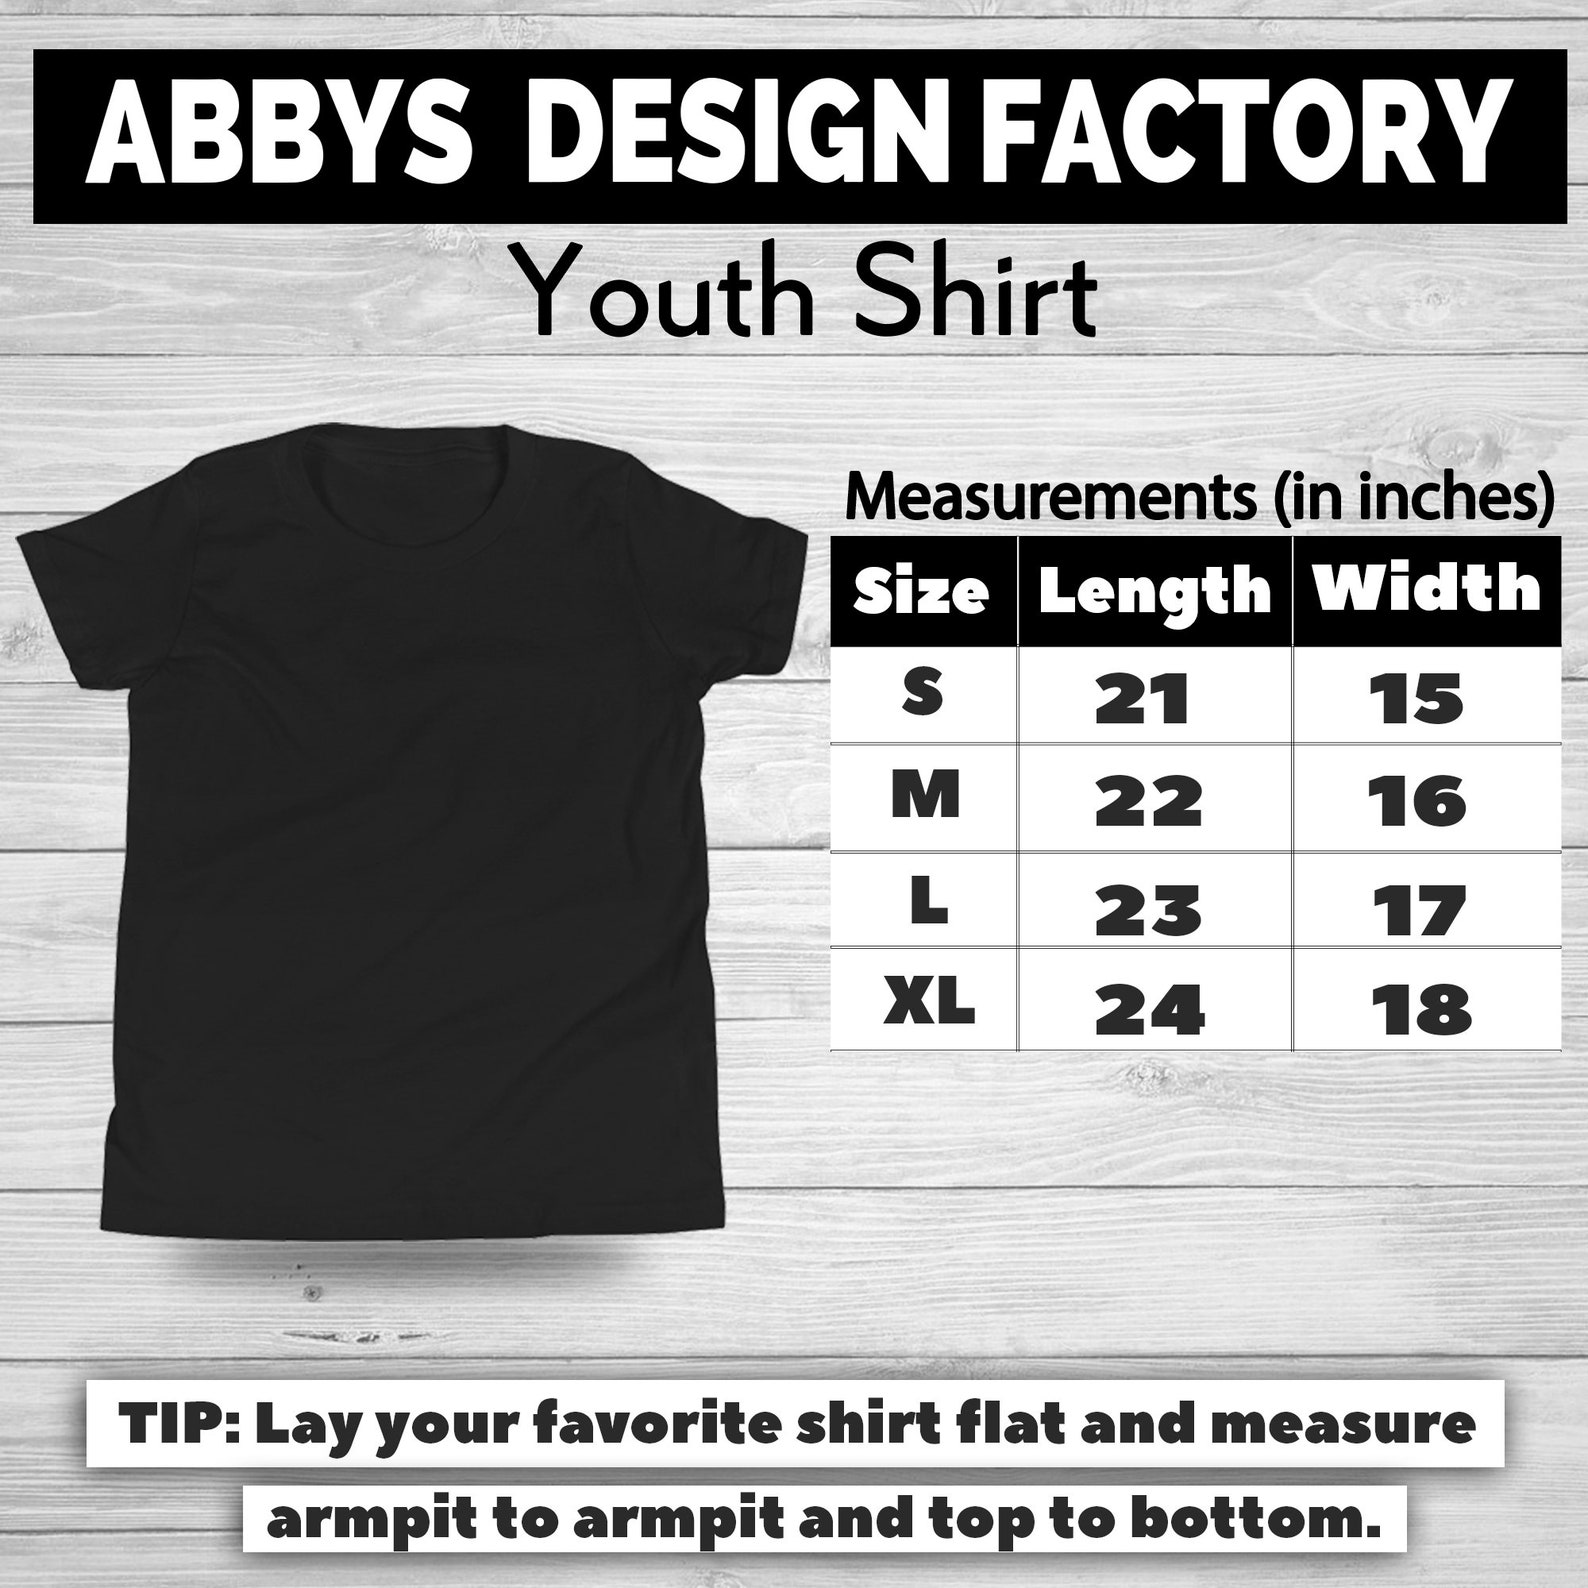 ABBYS DESIGN FACTORY
Youth Shirt
Measurements (in inches)
Size Length Width
S 21 15
M 22 16
L 23 17
XL 24 18
TIP: Lay your favorite shirt flat and measure
armpit to armpit and top to bottom.